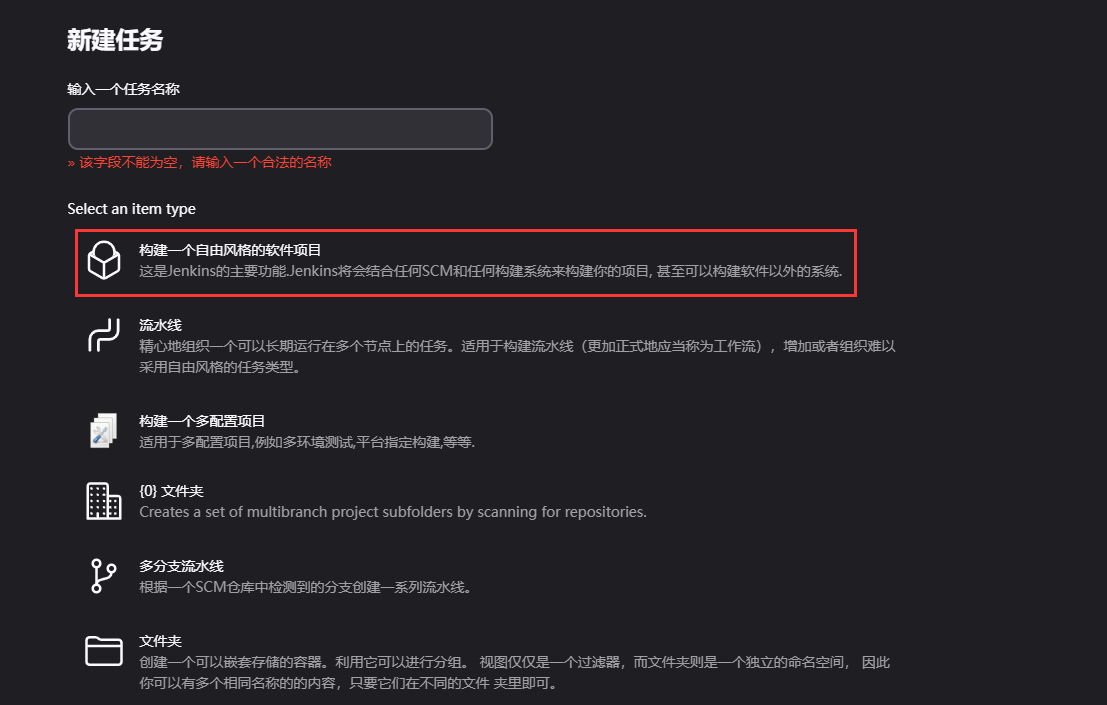 新建任务
输入一个任务名称
» 该字段不能为空，请输入一个合法的名称
Select an item type
构建一个自由风格的软件项目
这是Jenkins的主要功能.Jenkins将会结合任何SCM和任何构建系统来构建你的项目, 甚至可以构建软件以外的系统.
流水线
精心地组织一个可以长期运行在多个节点上的任务。适用于构建流水线（更加正式地应当称为工作流），增加或者组织难以
采用自由风格的任务类型。
构建一个多配置项目
适用于多配置项目,例如多环境测试,平台指定构建,等等.
{0} 文件夹
Creates a set of multibranch project subfolders by scanning for repositories.
多分支流水线
根据一个SCM仓库中检测到的分支创建一系列流水线。
文件夹
创建一个可以嵌套存储的容器。利用它可以进行分组。 视图仅仅是一个过滤器，而文件夹则是一个独立的命名空间， 因此
你可以有多个相同名称的的内容，只要它们在不同的文件 夹里即可。